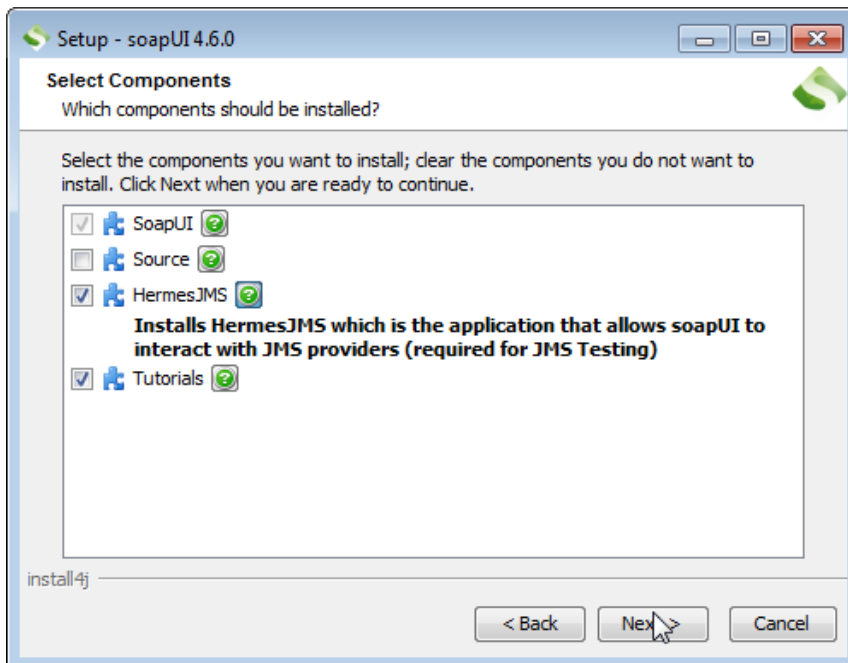 Setup - soapUI 4.6.0
Select Components
Which components should be installed?
Select the components you want to install; clear the components you do not want to
install. Click Next when you are ready to continue.
SoapUI
Source
HermesJMS
Installs HermesJMS which is the application that allows soapUI to
interact with JMS providers (required for JMS Testing)
Tutorials
install4j
< Back
Next >
Cancel